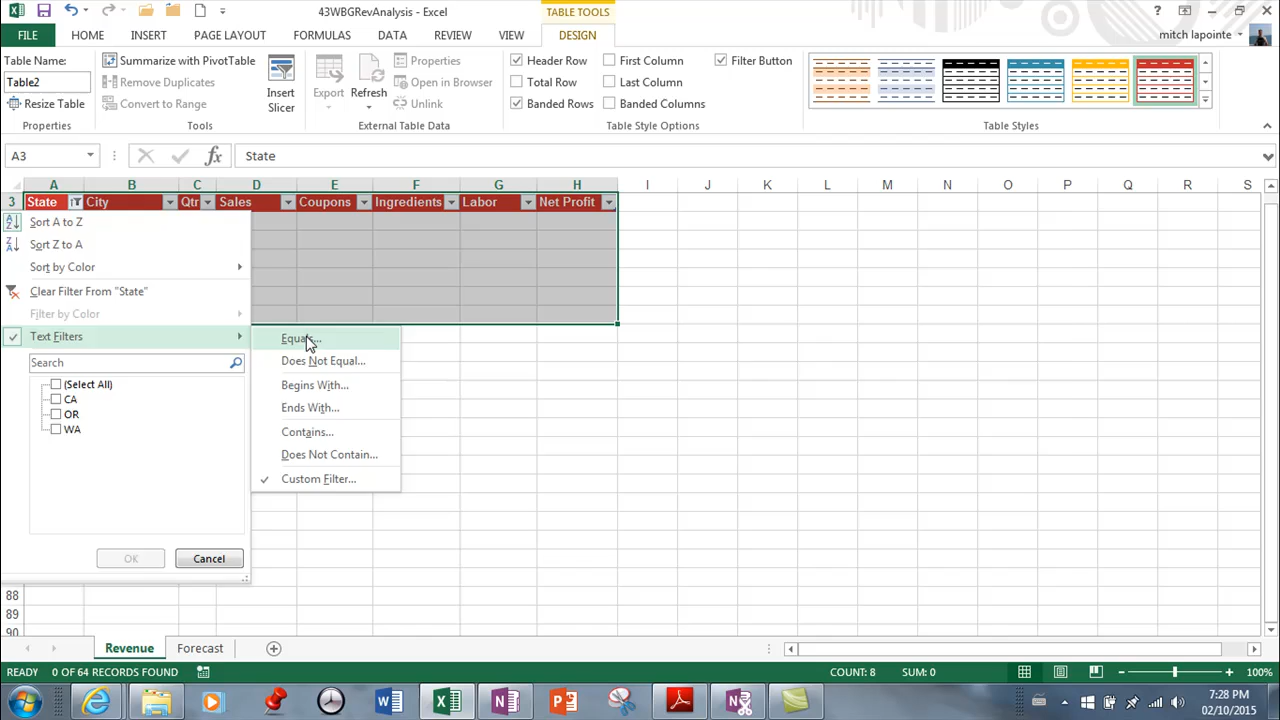 43WBGRevAnalysis - Excel
TABLE TOOLS
FILE HOME INSERT PAGE LAYOUT FORMULAS DATA REVIEW VIEW DESIGN mitch lapointe
Table Name:
Table2
Resize Table
Properties
Summarize with PivotTable
Remove Duplicates
Convert to Range
Tools
Insert
Slicer
Export
Refresh
Properties
Open in Browser
Unlink
External Table Data
Header Row
Total Row
Banded Rows
First Column
Last Column
Banded Columns
Filter Button
Table Style Options
Table Styles
A3
fx
State
A B C D E F G H I J K L M N O P Q R S
3 State City Qtr Sales Coupons Ingredients Labor Net Profit
Sort A to Z
Sort Z to A
Sort by Color
Clear Filter From "State"
Filter by Color
Text Filters
Search
(Select All)
CA
OR
WA
OK Cancel
Equals...
Does Not Equal...
Begins With...
Ends With...
Contains...
Does Not Contain...
Custom Filter...
88
89
90
Revenue Forecast
READY 0 OF 64 RECORDS FOUND COUNT: 8 SUM: 0 100%
7:28 PM
02/10/2015